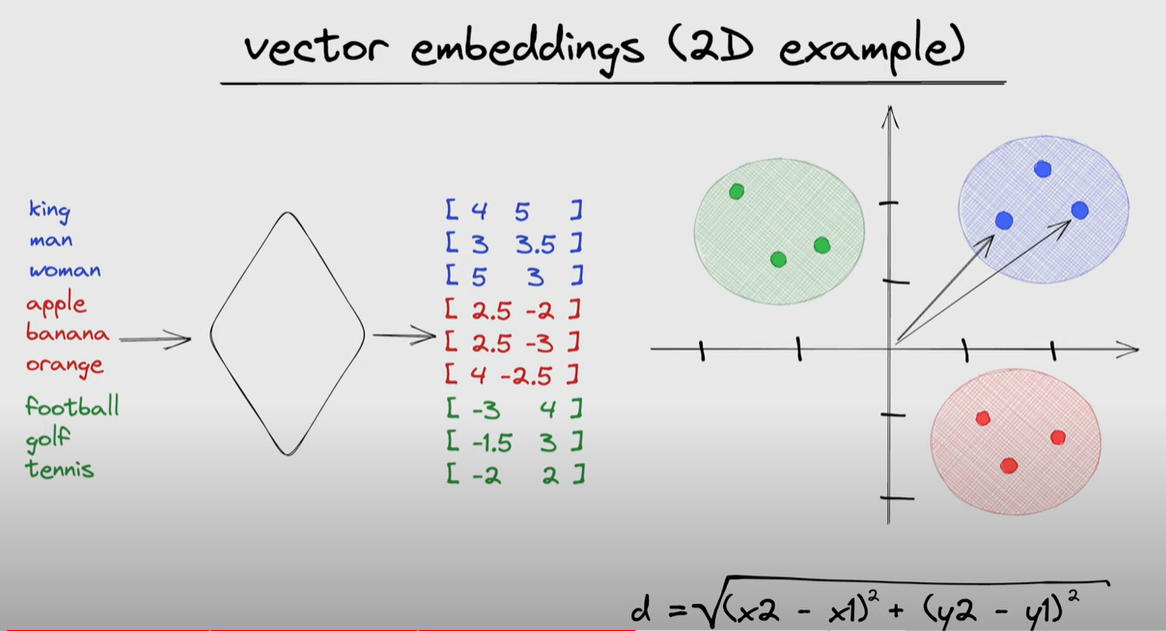 vector embeddings (2D example)
king
man
woman
apple
banana
orange
football
golf
tennis
[ 4 5 ]
[ 3 3.5 ]
[ 5 3 ]
[ 2.5 -2 ]
[ 2.5 -3 ]
[ 4 -2.5 ]
[ -3 4 ]
[ -1.5 3 ]
[ -2 2 ]
d = √(x2 - x1)² + (y2 - y1)²